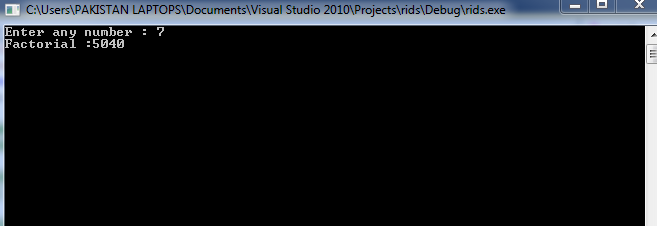 C:\Users\PAKISTAN LAPTOPS\Documents\Visual Studio 2010\Projects\rids\Debug\rids.exe
Enter any number : 7
Factorial :5040